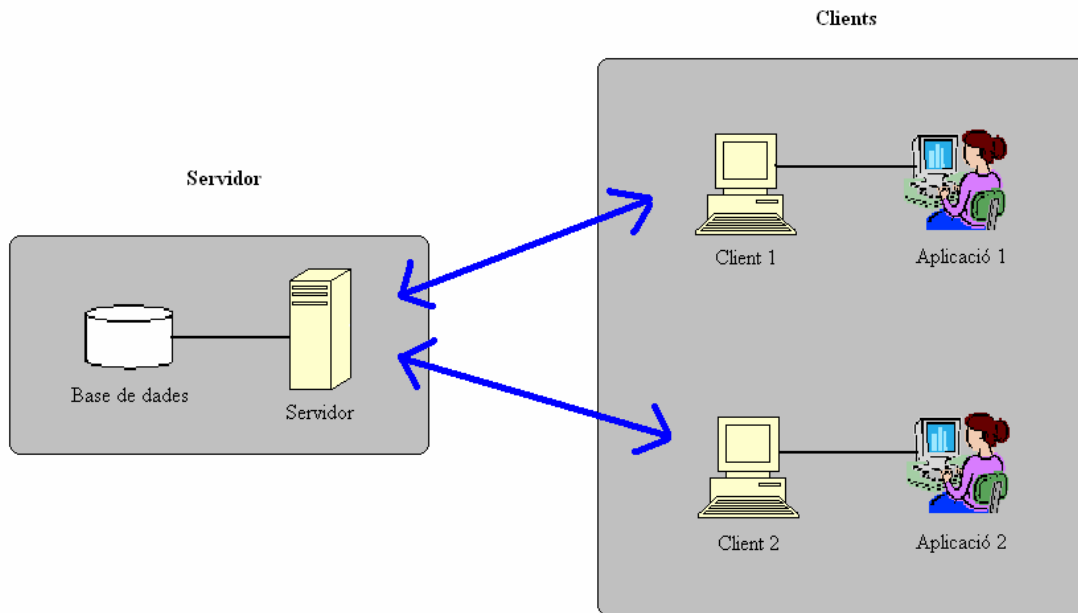 Clients
Servidor
Client 1
Aplicació 1
Base de dades
Servidor
Client 2
Aplicació 2